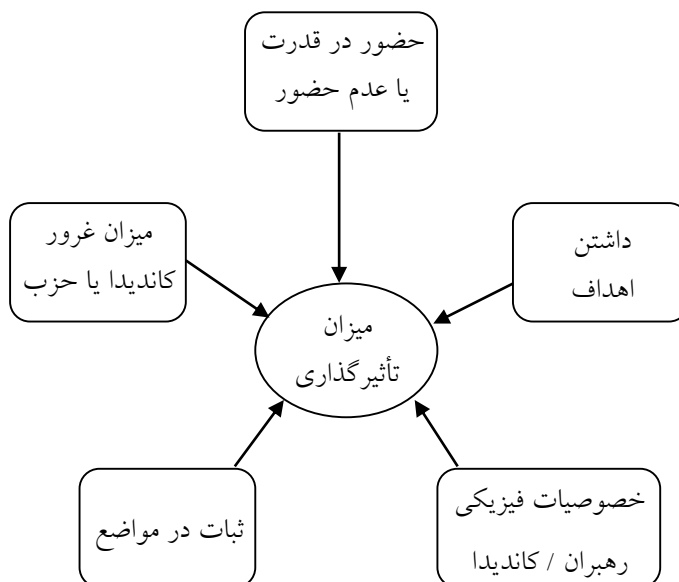 حضور در قدرت
یا عدم حضور
میزان غرور
کاندیدا یا حزب
داشتن
اهداف
میزان
تأثیرگذاری
ثبات در مواضع
خصوصیات فیزیکی
رهبران / کاندیدا